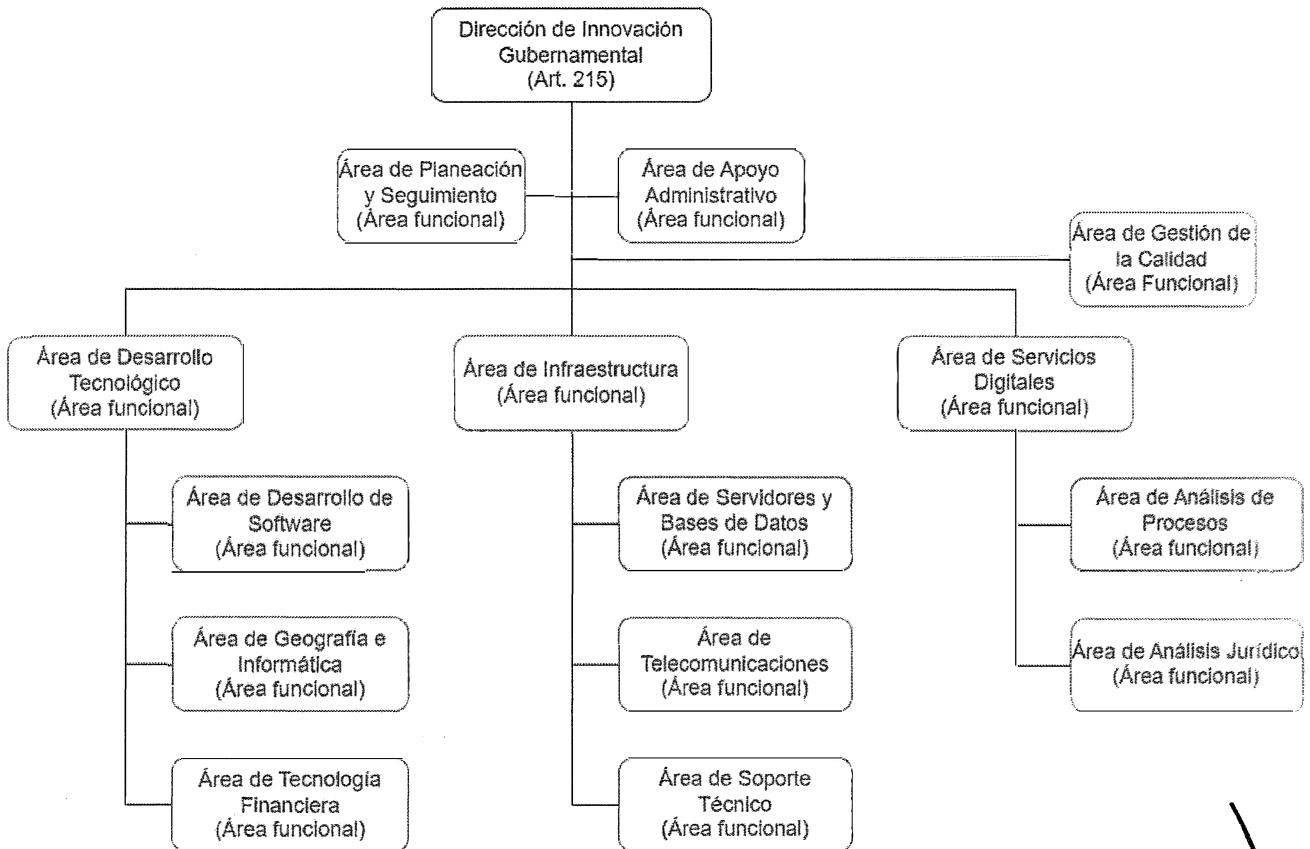 Dirección de Innovación
Gubernamental
(Art. 215)
Área de Planeación
y Seguimiento
(Área funcional)
Área de Apoyo
Administrativo
(Área funcional)
Área de Gestión de
la Calidad
(Área Funcional)
Área de Desarrollo
Tecnológico
(Área funcional)
Área de Infraestructura
(Área funcional)
Área de Servicios
Digitales
(Área funcional)
Área de Desarrollo de
Software
(Área funcional)
Área de Servidores y
Bases de Datos
(Área funcional)
Área de Análisis de
Procesos
(Área funcional)
Área de Geografía e
Informática
(Área funcional)
Área de
Telecomunicaciones
(Área funcional)
Área de Análisis Jurídico
(Área funcional)
Área de Tecnología
Financiera
(Área funcional)
Área de Soporte
Técnico
(Área funcional)